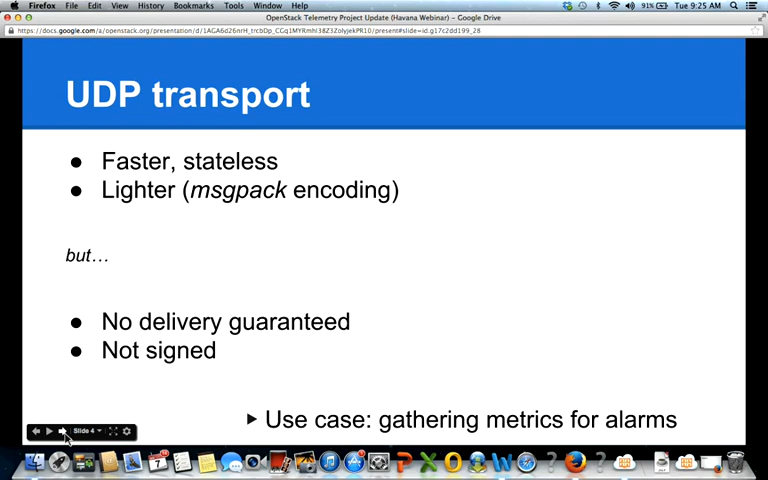 Firefox File Edit View History Bookmarks Tools Window Help 91% Tue 9:25 AM
OpenStack Telemetry Project Update (Havana Webinar) – Google Drive
UDP transport
● Faster, stateless
● Lighter (msgpack encoding)
but…
● No delivery guaranteed
● Not signed
Slide 4
Use case: gathering metrics for alarms